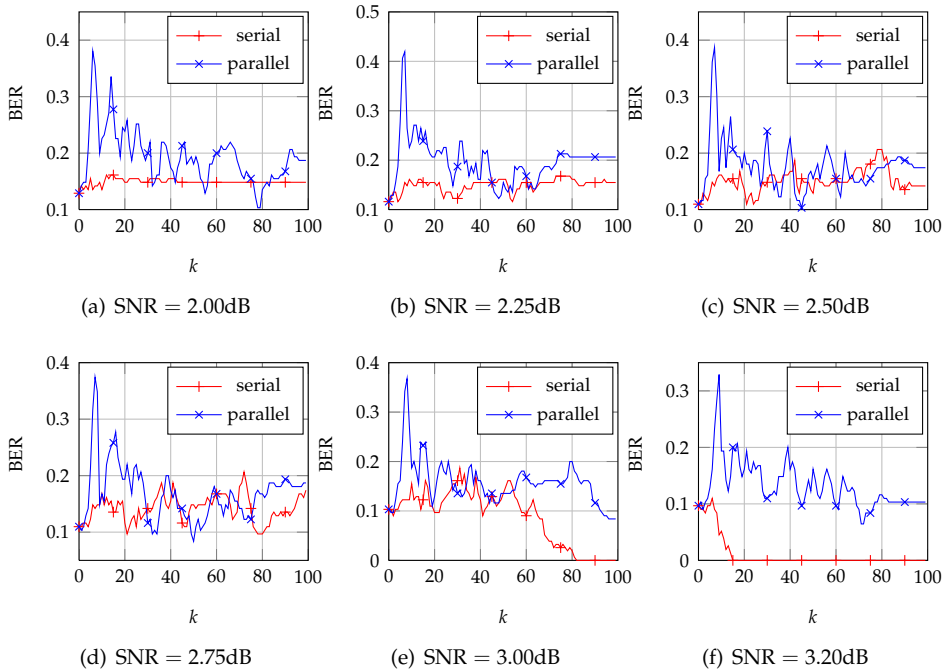 0.4
0.3
0.2
0.1
BER
serial
parallel
0 20 40 60 80 100
k
(a) SNR = 2.00dB
0.5
0.4
0.3
0.2
0.1
BER
serial
parallel
0 20 40 60 80 100
k
(b) SNR = 2.25dB
0.4
0.3
0.2
0.1
BER
serial
parallel
0 20 40 60 80 100
k
(c) SNR = 2.50dB
0.4
0.3
0.2
0.1
BER
serial
parallel
0 20 40 60 80 100
k
(d) SNR = 2.75dB
0.4
0.3
0.2
0.1
0
BER
serial
parallel
0 20 40 60 80 100
k
(e) SNR = 3.00dB
0.3
0.2
0.1
0
BER
serial
parallel
0 20 40 60 80 100
k
(f) SNR = 3.20dB